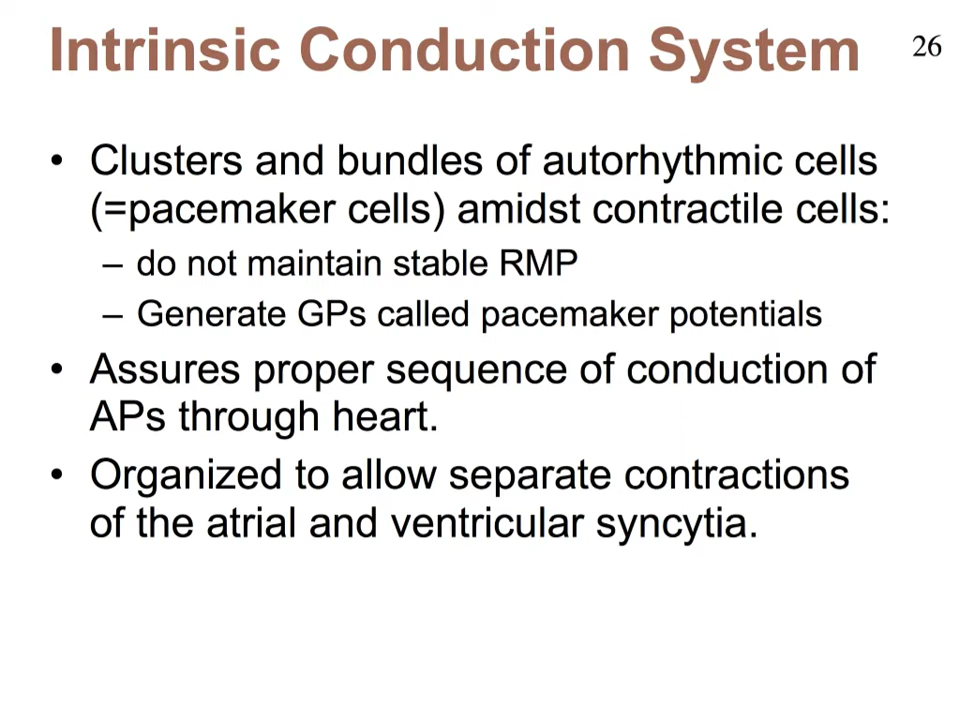 Intrinsic Conduction System
26
• Clusters and bundles of autorhythmic cells
(=pacemaker cells) amidst contractile cells:
– do not maintain stable RMP
– Generate GPs called pacemaker potentials
• Assures proper sequence of conduction of
APs through heart.
• Organized to allow separate contractions
of the atrial and ventricular syncytia.